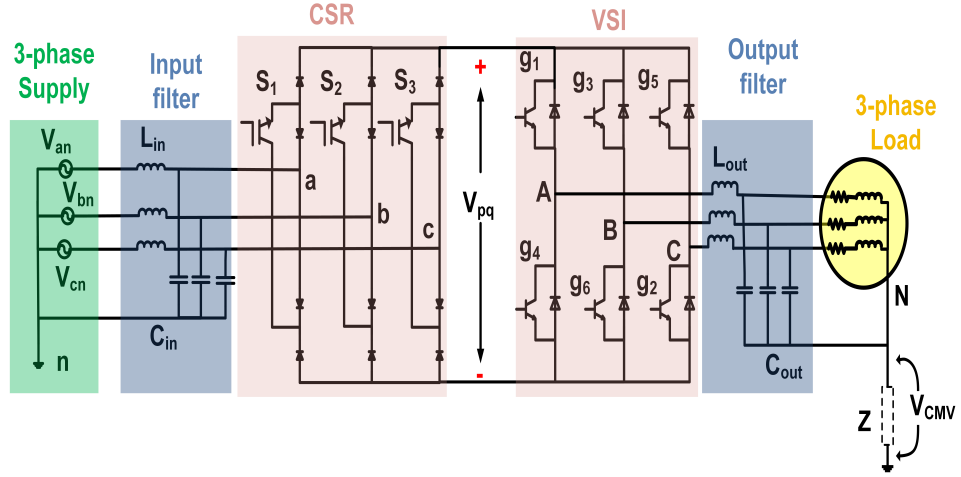 CSR
VSI
3-phase
Supply
Input
filter
Output
filter
3-phase
Load
S1
S2
S3
+
g1
g3
g5
Van
Lin
Vbn
a
b
c
Vpq
A
B
C
Lout
Vcn
g4
g6
g2
N
n
Cin
-
Cout
Z
VCMV